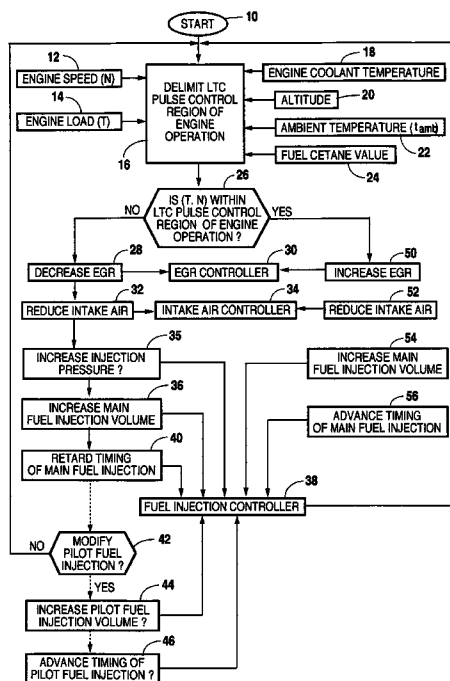 START
10
12
ENGINE SPEED (N)
14
ENGINE LOAD (T)
DELIMIT LTC
PULSE CONTROL
REGION OF
ENGINE
OPERATION
16
18
ENGINE COOLANT TEMPERATURE
ALTITUDE
20
AMBIENT TEMPERATURE (tamb)
22
FUEL CETANE VALUE
24
26
IS (T. N) WITHIN
LTC PULSE CONTROL
REGION OF ENGINE
OPERATION ?
NO
YES
28
DECREASE EGR
30
EGR CONTROLLER
50
INCREASE EGR
32
REDUCE INTAKE AIR
34
INTAKE AIR CONTROLLER
52
REDUCE INTAKE AIR
35
INCREASE INJECTION
PRESSURE ?
54
INCREASE MAIN
FUEL INJECTION VOLUME
36
INCREASE MAIN
FUEL INJECTION VOLUME
56
ADVANCE TIMING
OF MAIN FUEL INJECTION
40
RETARD TIMING
OF MAIN FUEL INJECTION
FUEL INJECTION CONTROLLER
38
NO
MODIFY
PILOT FUEL
INJECTION ?
42
YES
44
INCREASE PILOT FUEL
INJECTION VOLUME ?
46
ADVANCE TIMING OF
PILOT FUEL INJECTION ?